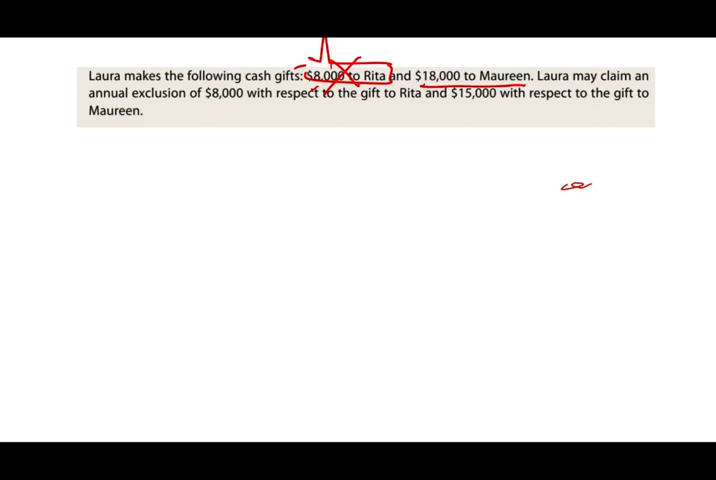 Laura makes the following cash gifts: $8,000 to Rita and $18,000 to Maureen. Laura may claim an
annual exclusion of $8,000 with respect to the gift to Rita and $15,000 with respect to the gift to
Maureen.